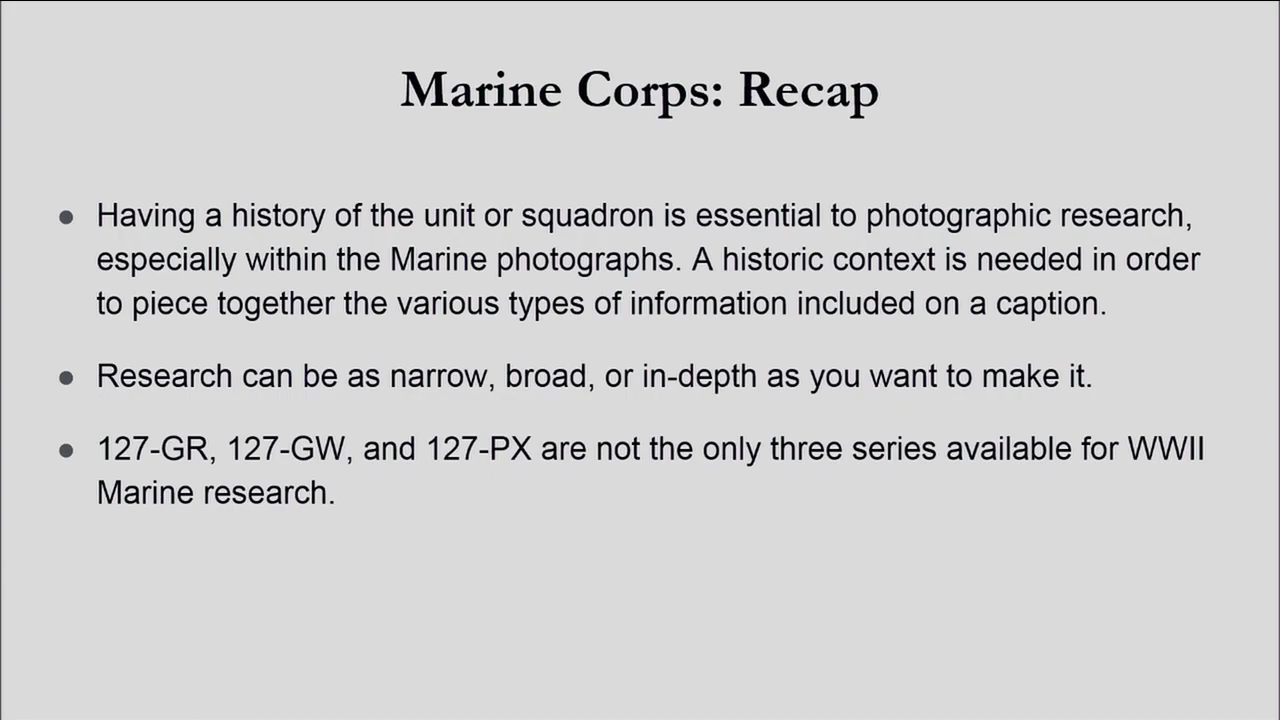 Marine Corps: Recap
● Having a history of the unit or squadron is essential to photographic research,
especially within the Marine photographs. A historic context is needed in order
to piece together the various types of information included on a caption.
● Research can be as narrow, broad, or in-depth as you want to make it.
● 127-GR, 127-GW, and 127-PX are not the only three series available for WWII
Marine research.